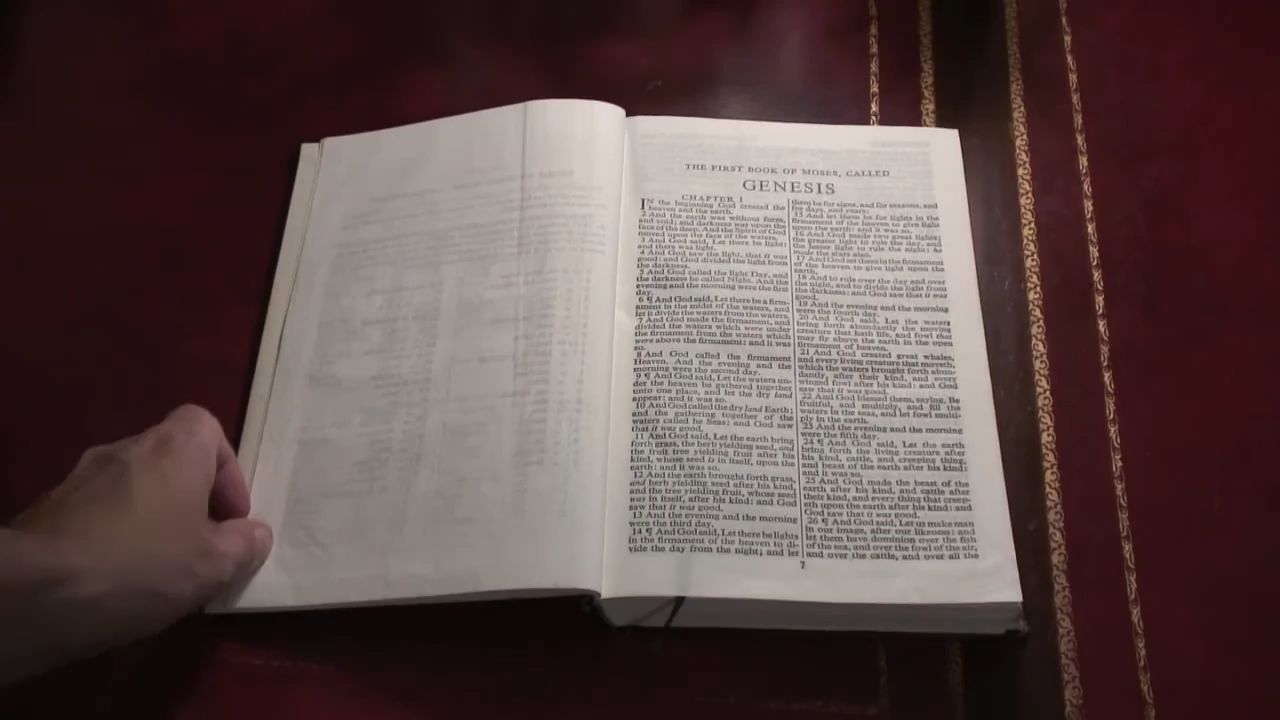 THE FIRST BOOK OF MOSES, CALLED
GENESIS
CHAPTER 1
IN the beginning God created the
heaven and the earth.
2 And the earth was without form,
and void; and darkness was upon the
face of the deep. And the Spirit of God
moved upon the face of the waters.
3 And God said, Let there be light:
and there was light.
4 And God saw the light, that it was
good: and God divided the light from
the darkness.
5 And God called the light Day, and
the darkness he called Night. And the
evening and the morning were the first
day.
6 ¶ And God said, Let there be a firm-
ament in the midst of the waters, and
let it divide the waters from the waters.
7 And God made the firmament, and
divided the waters which were under
the firmament from the waters which
were above the firmament: and it was
so.
8 And God called the firmament
Heaven. And the evening and the
morning were the second day.
9 ¶ And God said, Let the waters un-
der the heaven be gathered together
unto one place, and let the dry land
appear: and it was so.
10 And God called the dry land Earth;
and the gathering together of the
waters called he Seas: and God saw
that it was good.
11 And God said, Let the earth bring
forth grass, the herb yielding seed, and
the fruit tree yielding fruit after his
kind, whose seed is in itself, upon the
earth: and it was so.
12 And the earth brought forth grass,
and herb yielding seed after his kind,
and the tree yielding fruit, whose seed
was in itself, after his kind: and God
saw that it was good.
13 And the evening and the morning
were the third day.
14 ¶ And God said, Let there be lights
in the firmament of the heaven to di-
vide the day from the night; and let
them be for signs, and for seasons, and
for days, and years:
15 And let them be for lights in the
firmament of the heaven to give light
upon the earth: and it was so.
16 And God made two great lights;
the greater light to rule the day, and
the lesser light to rule the night: he
made the stars also.
17 And God set them in the firmament
of the heaven to give light upon the
earth,
18 And to rule over the day and over
the night, and to divide the light from
the darkness: and God saw that it was
good.
19 And the evening and the morning
were the fourth day.
20 And God said, Let the waters
bring forth abundantly the moving
creature that hath life, and fowl that
may fly above the earth in the open
firmament of heaven.
21 And God created great whales,
and every living creature that moveth,
which the waters brought forth abun-
dantly, after their kind, and every
winged fowl after his kind: and God
saw that it was good.
22 And God blessed them, saying, Be
fruitful, and multiply, and fill the
waters in the seas, and let fowl multi-
ply in the earth.
23 And the evening and the morning
were the fifth day.
24 ¶ And God said, Let the earth
bring forth the living creature after
his kind, cattle, and creeping thing,
and beast of the earth after his kind:
and it was so.
25 And God made the beast of the
earth after his kind, and cattle after
their kind, and every thing that creep-
eth upon the earth after his kind: and
God saw that it was good.
26 ¶ And God said, Let us make man
in our image, after our likeness: and
let them have dominion over the fish
of the sea, and over the fowl of the air,
and over the cattle, and over all the
7